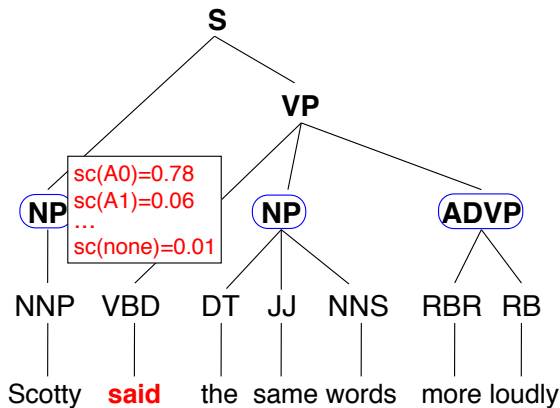 S
VP
sc(A0)=0.78
sc(A1)=0.06
...
sc(none)=0.01
NP NP ADVP
NNP VBD DT JJ NNS RBR RB
Scotty said the same words more loudly